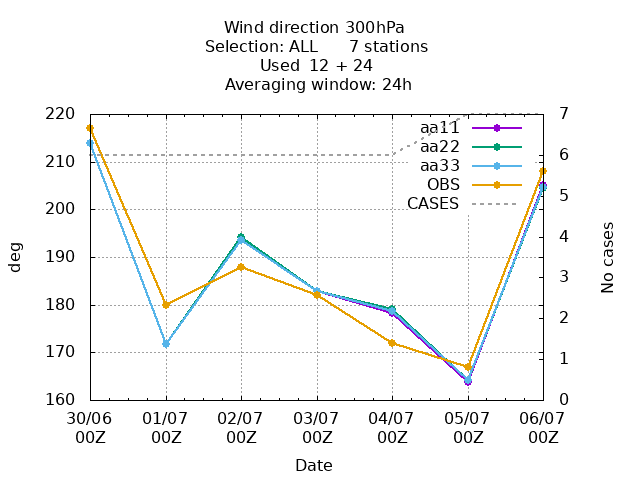 Wind direction 300hPa
Selection: ALL      7 stations
Used  12 + 24
Averaging window: 24h
220
210
200
190
180
170
160
deg
7
6
5
4
3
2
1
0
No cases
aa11
aa22
aa33
OBS
CASES
30/06 01/07 02/07 03/07 04/07 05/07 06/07
00Z 00Z 00Z 00Z 00Z 00Z 00Z
Date